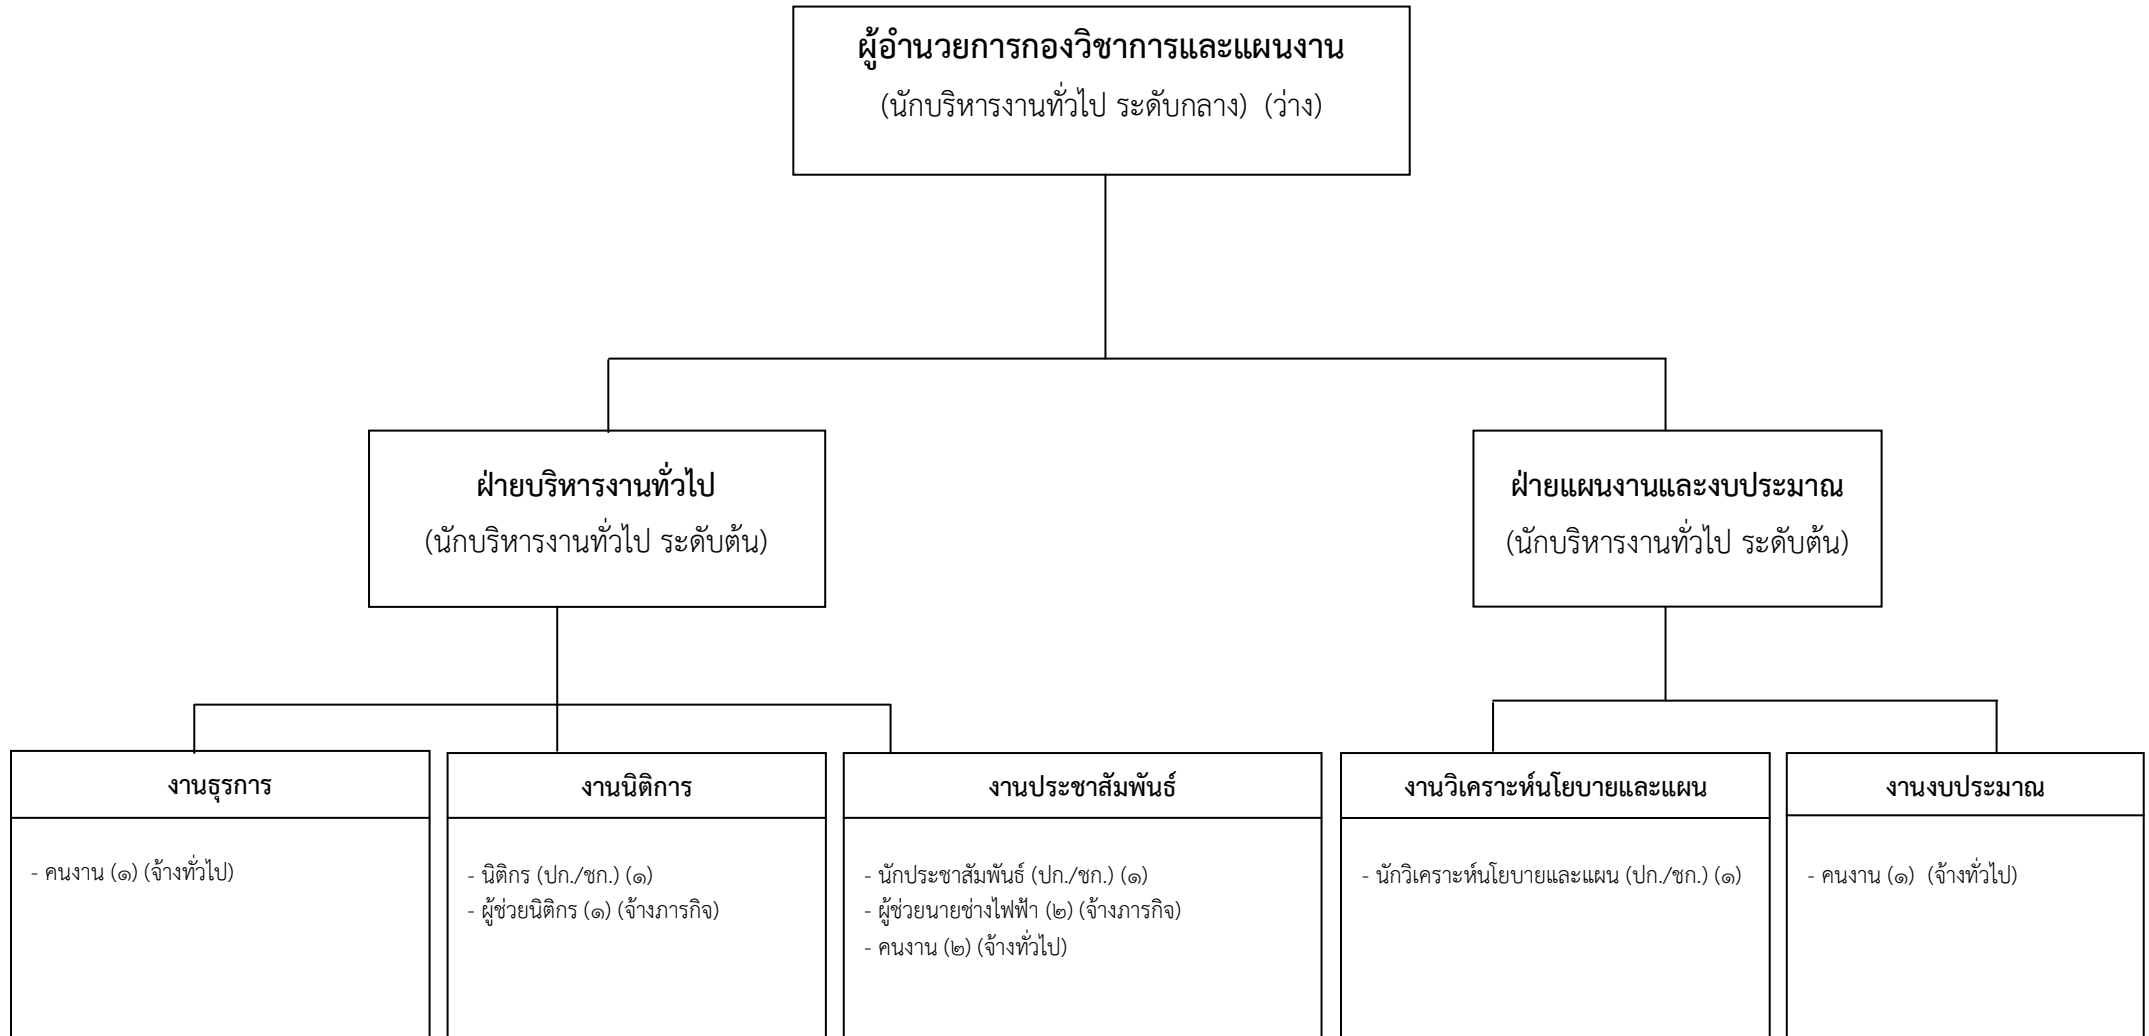 ผู้อำนวยการกองวิชาการและแผนงาน
(นักบริหารงานทั่วไป ระดับกลาง) (ว่าง)
ฝ่ายบริหารงานทั่วไป
(นักบริหารงานทั่วไป ระดับต้น)
ฝ่ายแผนงานและงบประมาณ
(นักบริหารงานทั่วไป ระดับต้น)
งานธุรการ
- คนงาน (๑) (จ้างทั่วไป)
งานนิติการ
- นิติกร (ปก./ชก.) (๑)
- ผู้ช่วยนิติกร (๑) (จ้างภารกิจ)
งานประชาสัมพันธ์
- นักประชาสัมพันธ์ (ปก./ชก.) (๑)
- ผู้ช่วยนายช่างไฟฟ้า (๒) (จ้างภารกิจ)
- คนงาน (๒) (จ้างทั่วไป)
งานวิเคราะห์นโยบายและแผน
- นักวิเคราะห์นโยบายและแผน (ปก./ชก.) (๑)
งานงบประมาณ
- คนงาน (๑) (จ้างทั่วไป)